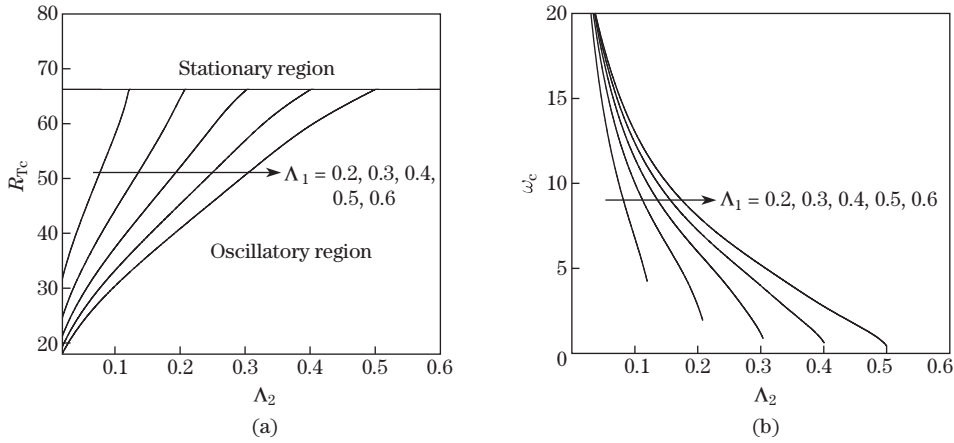 80
70
60
50
40
30
20
R_Tc
Stationary region
Λ₁ = 0.2, 0.3, 0.4,
0.5, 0.6
Oscillatory region
0.1 0.2 0.3 0.4 0.5 0.6
Λ₂
(a)
20
15
10
5
0
ω_c
Λ₁ = 0.2, 0.3, 0.4, 0.5, 0.6
0.1 0.2 0.3 0.4 0.5 0.6
Λ₂
(b)